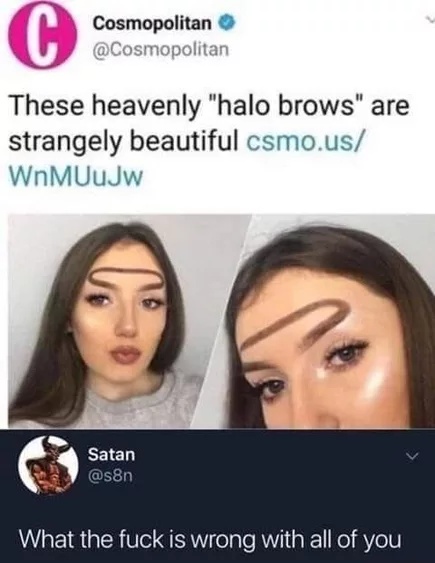 Cosmopolitan
@Cosmopolitan
These heavenly "halo brows" are
strangely beautiful csmo.us/
WnMUuJw
Satan
@s8n
What the fuck is wrong with all of you